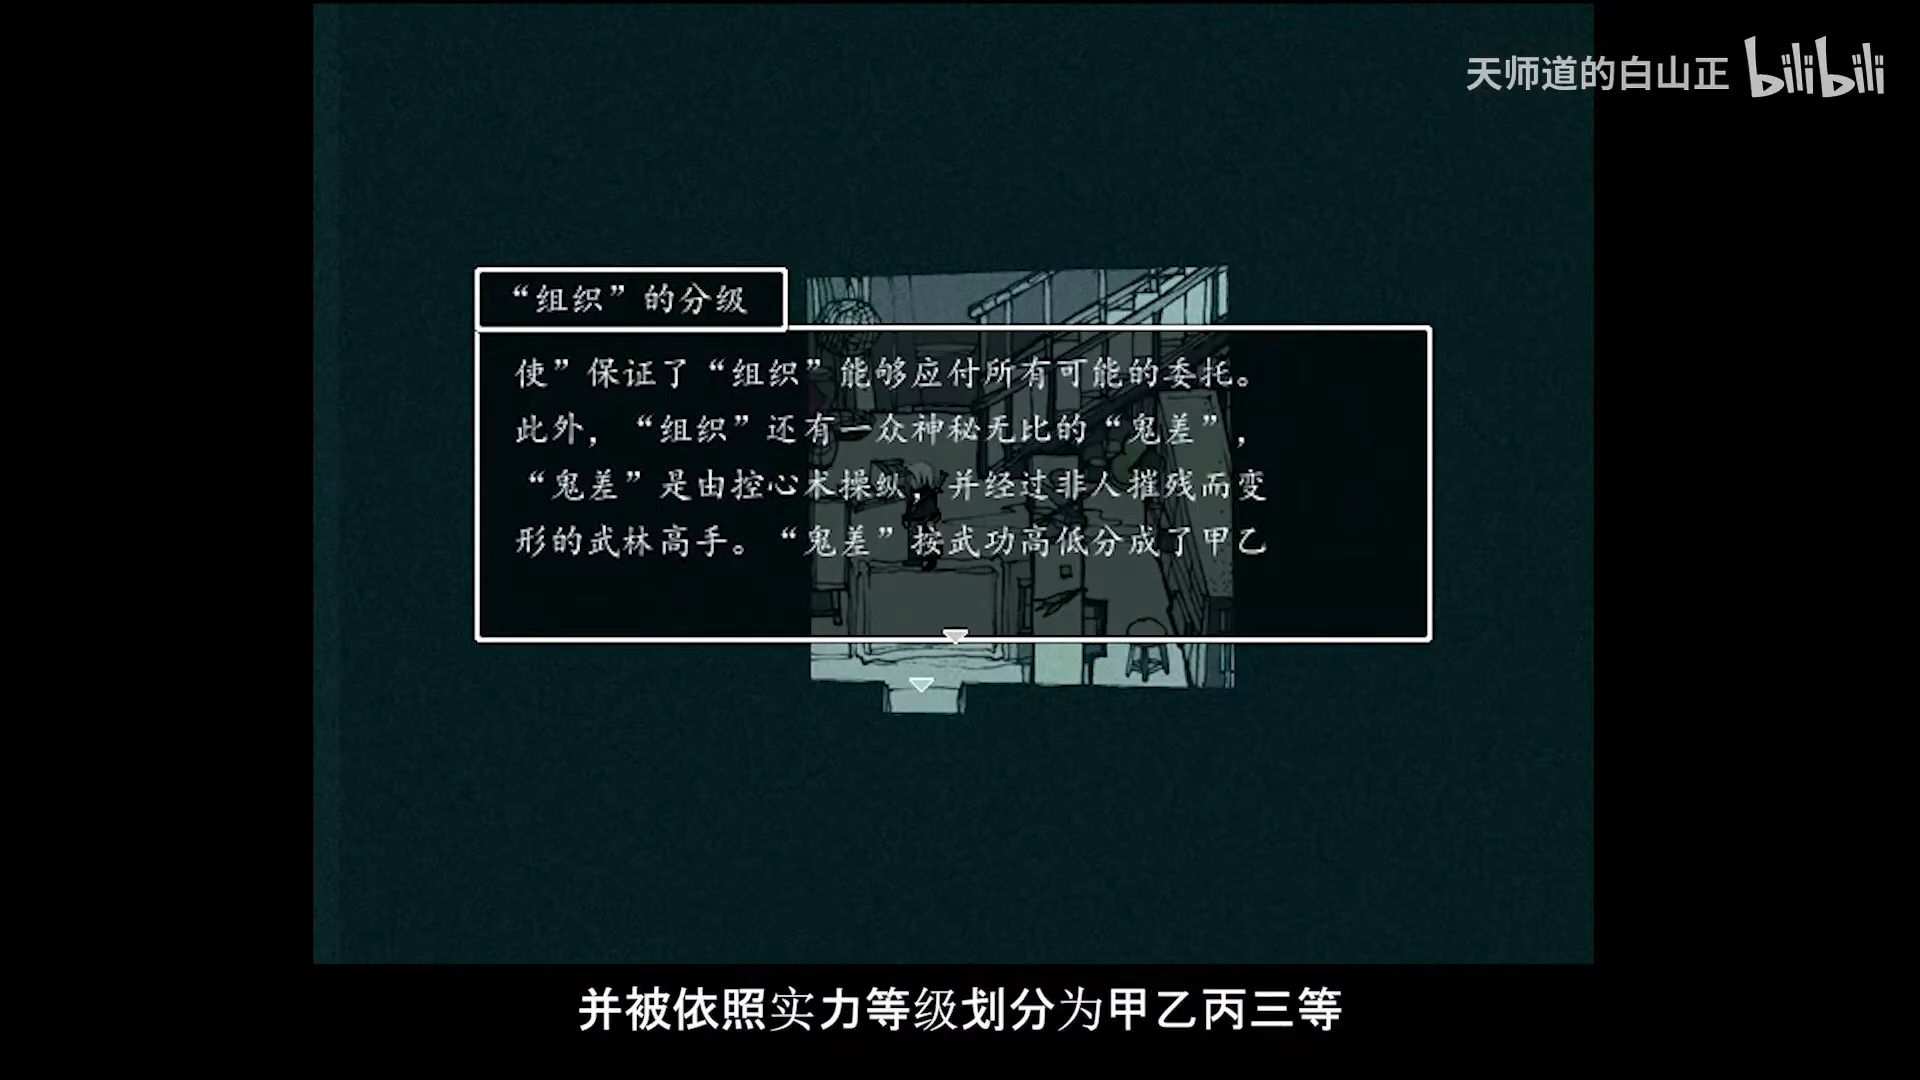 天师道的白山正 bilibili
“组织”的分级
使”保证了“组织”能够应付所有可能的委托。
此外，“组织”还有一众神秘无比的“鬼差”，
“鬼差”是由控心术操纵，并经过非人摧残而变
形的武林高手。“鬼差”按武功高低分成了甲乙
并被依照实力等级划分为甲乙丙三等